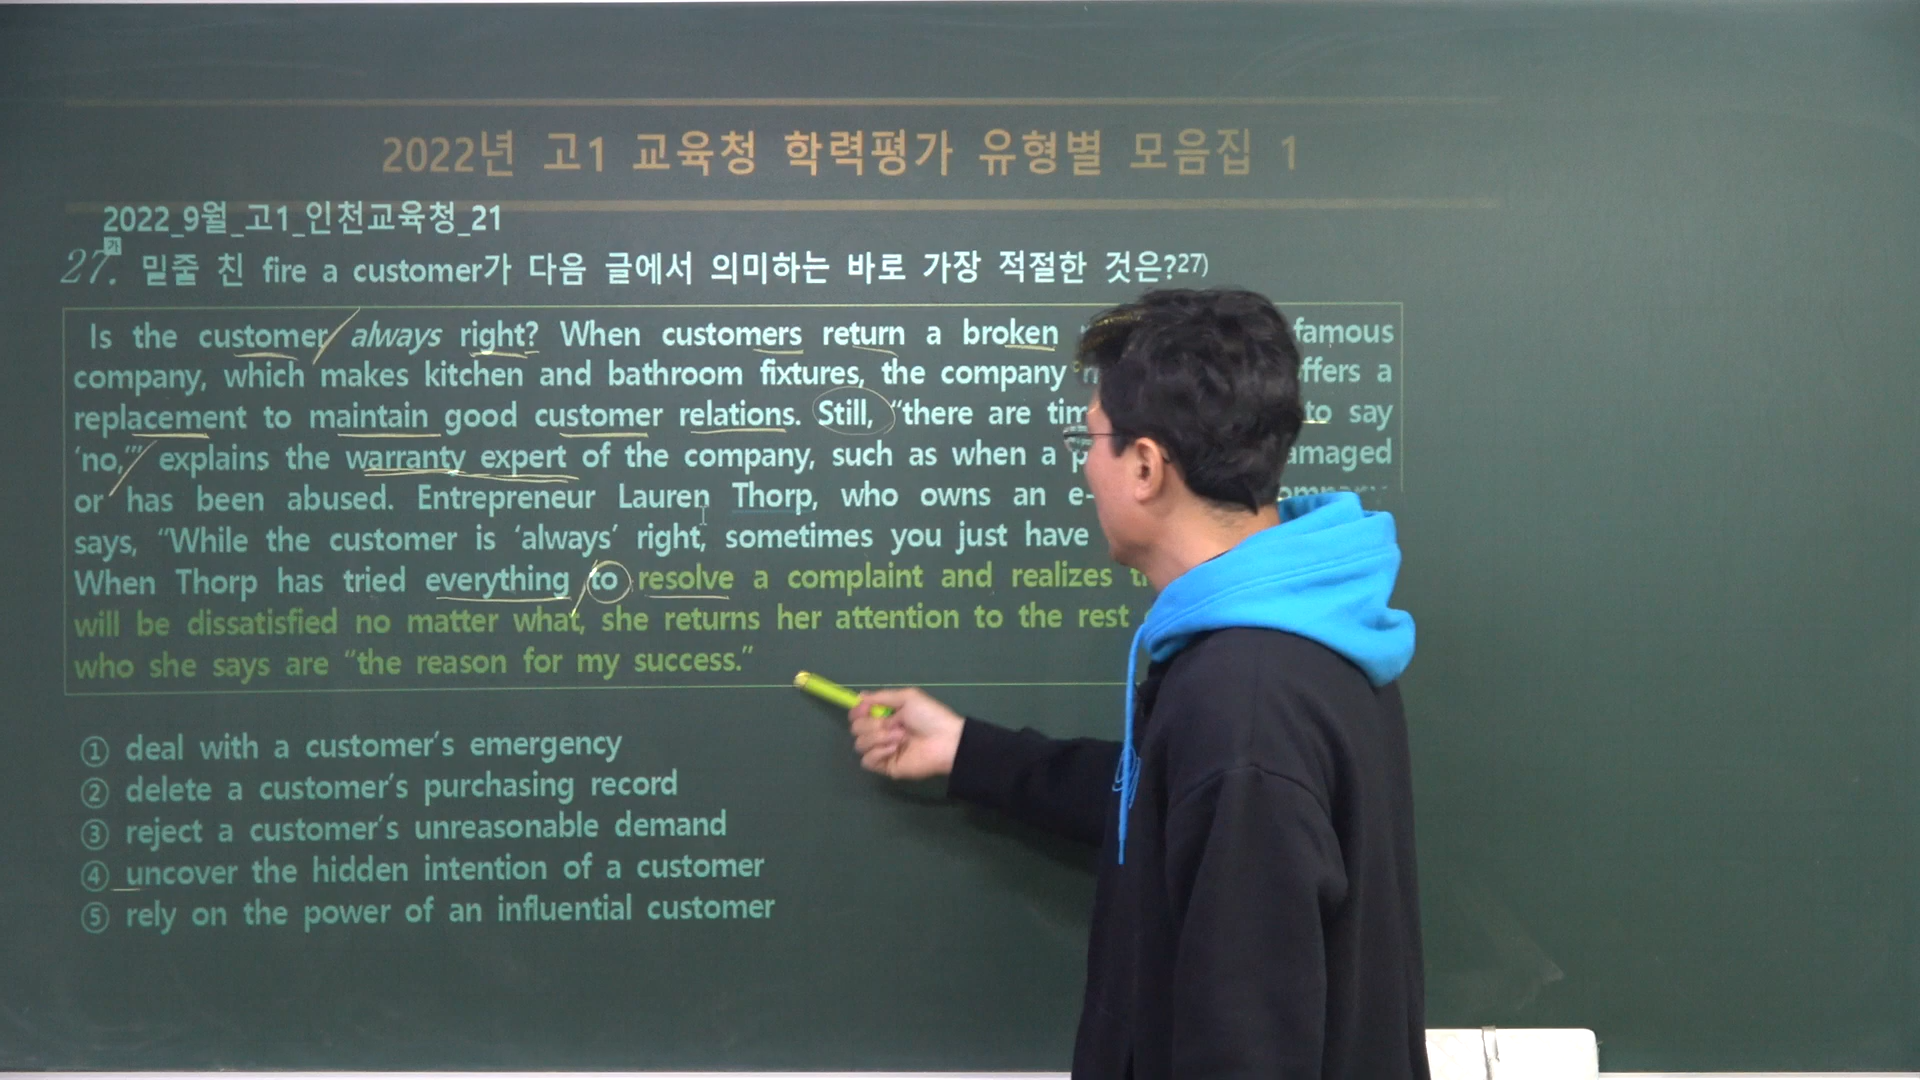 2022년 고1 교육청 학력평가 유형별 모음집 1
2022_9월_고1_인천교육청_21
27. 밑줄 친 fire a customer가 다음 글에서 의미하는 바로 가장 적절한 것은?27)
Is the customer always right? When customers return a broken famous
company, which makes kitchen and bathroom fixtures, the company offers a
replacement to maintain good customer relations. Still, “there are to say
‘no,’” explains the warranty expert of the company, such as when a damaged
or has been abused. Entrepreneur Lauren Thorp, who owns an e- company
says, “While the customer is ‘always’ right, sometimes you just have
When Thorp has tried everything to resolve a complaint and realizes
will be dissatisfied no matter what, she returns her attention to the rest
who she says are “the reason for my success.”
① deal with a customer’s emergency
② delete a customer’s purchasing record
③ reject a customer’s unreasonable demand
④ uncover the hidden intention of a customer
⑤ rely on the power of an influential customer